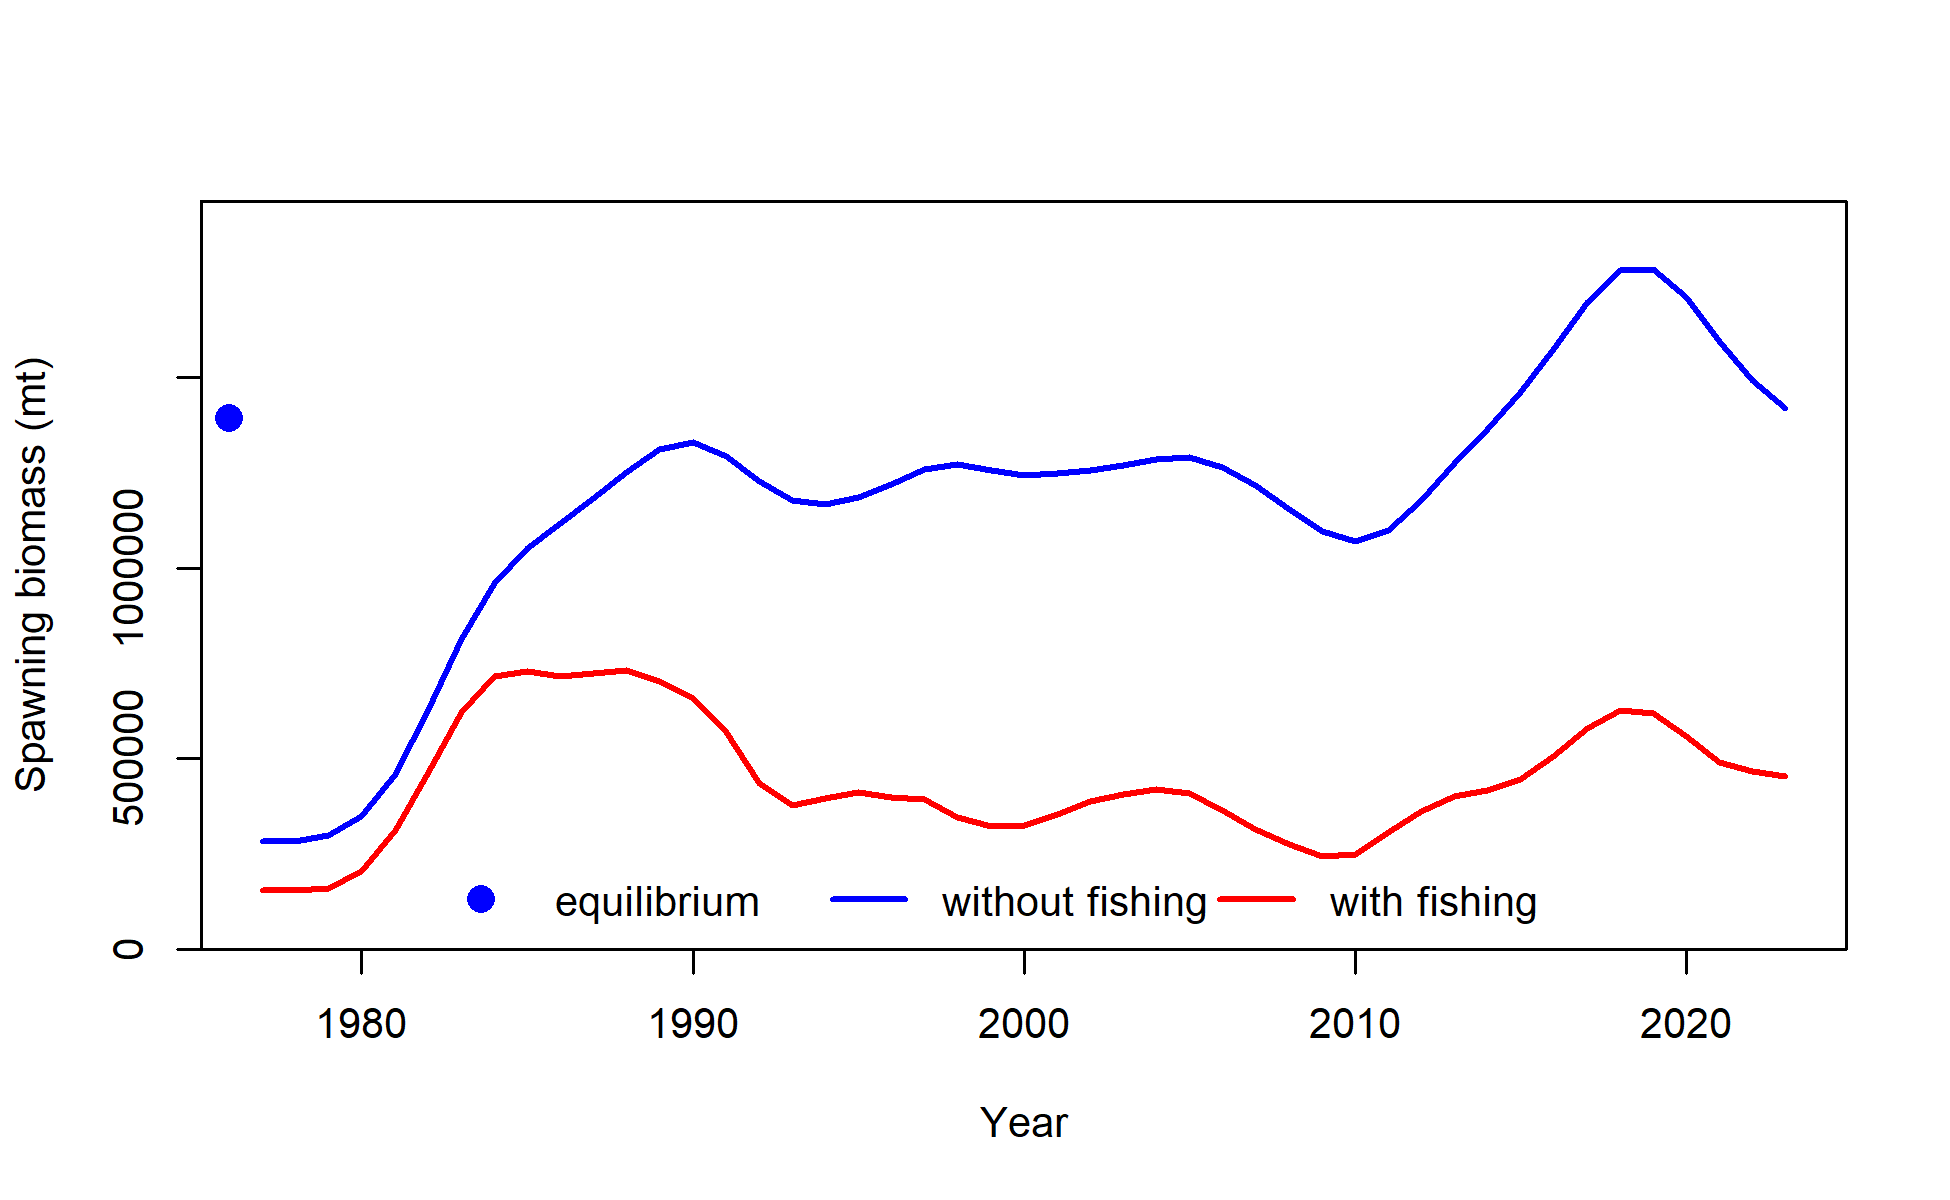 Spawning biomass (mt)
1000000
500000
0
equilibrium without fishing with fishing
1980 1990 2000 2010 2020
Year